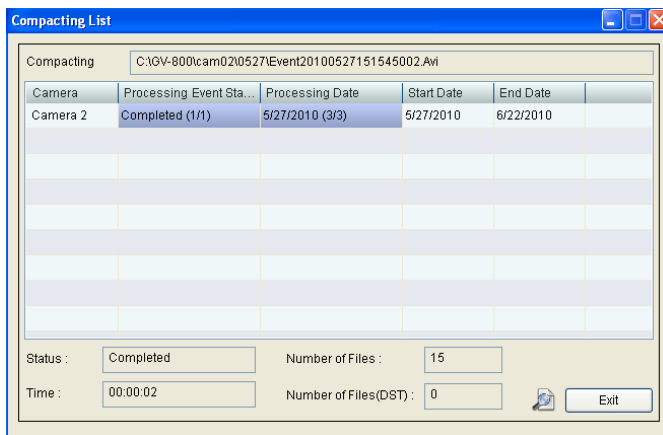 Compacting List
Compacting C:\GV-800\cam02\0527\Event20100527151545002.Avi
Camera Processing Event Sta... Processing Date Start Date End Date
Camera 2 Completed (1/1) 5/27/2010 (3/3) 5/27/2010 6/22/2010
Status : Completed Number of Files : 15
Time : 00:00:02 Number of Files(DST) : 0 Exit